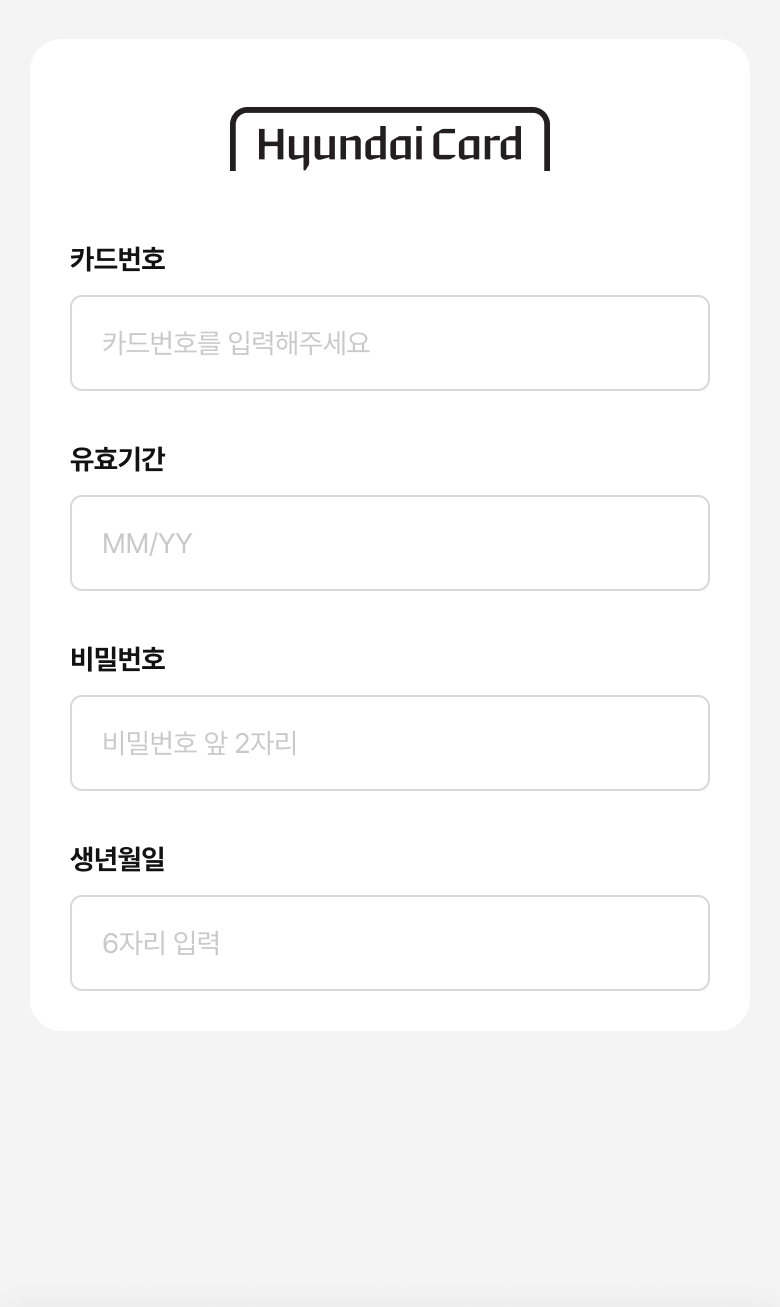 Hyundai Card
카드번호
카드번호를 입력해주세요
유효기간
MM/YY
비밀번호
비밀번호 앞 2자리
생년월일
6자리 입력